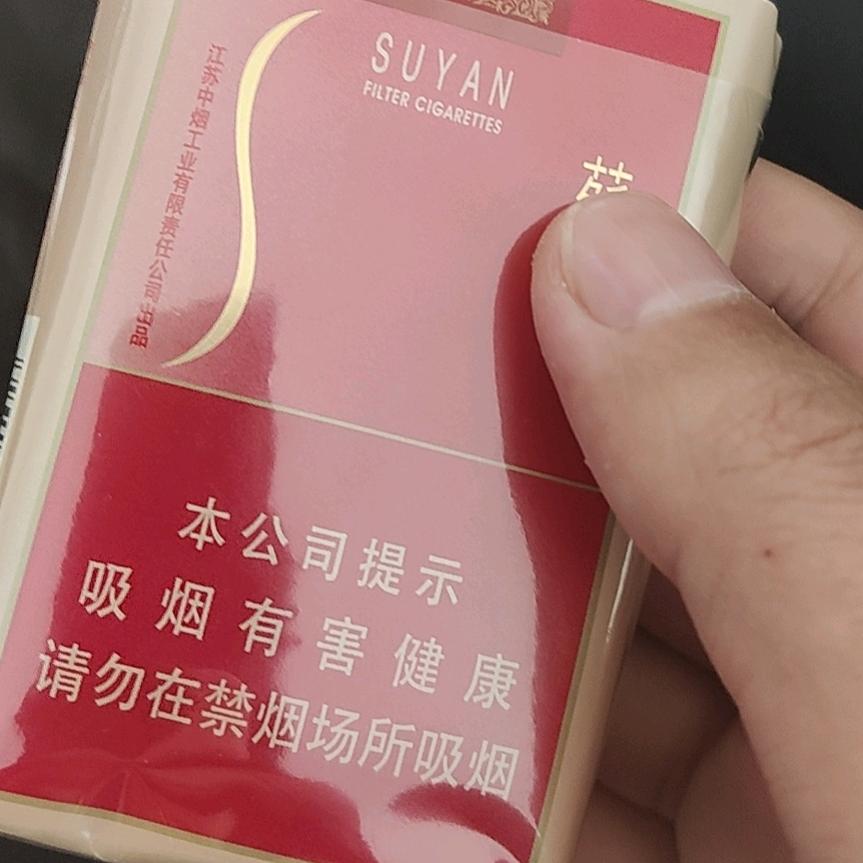 SUYAN
FILTER CIGARETTES
江苏中烟工业有限责任公司出品
本公司提示
吸烟有害健康
请勿在禁烟场所吸烟